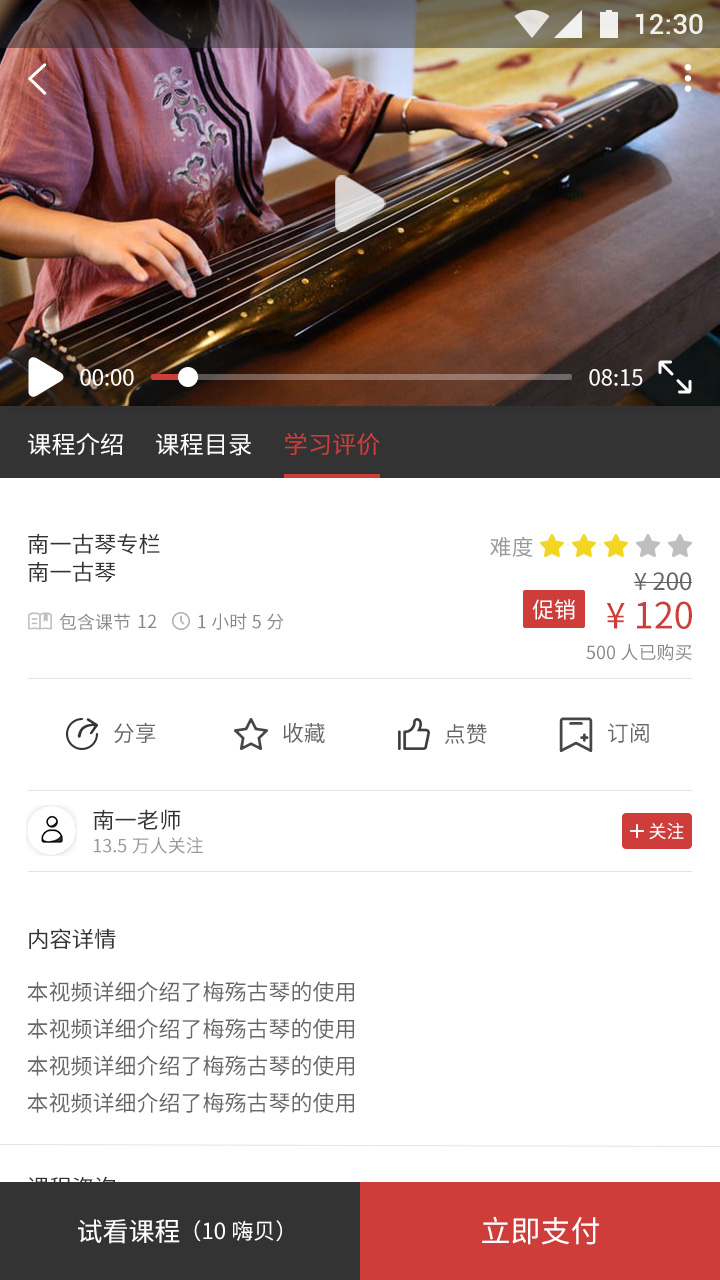 12:30
00:00
08:15
课程介绍 课程目录 学习评价
南一古琴专栏
难度
南一古琴
¥ 200
促销 ¥ 120
包含课节 12 1 小时 5 分
500 人已购买
分享 收藏 点赞 订阅
南一老师
13.5 万人关注
+关注
内容详情
本视频详细介绍了梅殇古琴的使用
本视频详细介绍了梅殇古琴的使用
本视频详细介绍了梅殇古琴的使用
本视频详细介绍了梅殇古琴的使用
试看课程（10 嗨贝） 立即支付